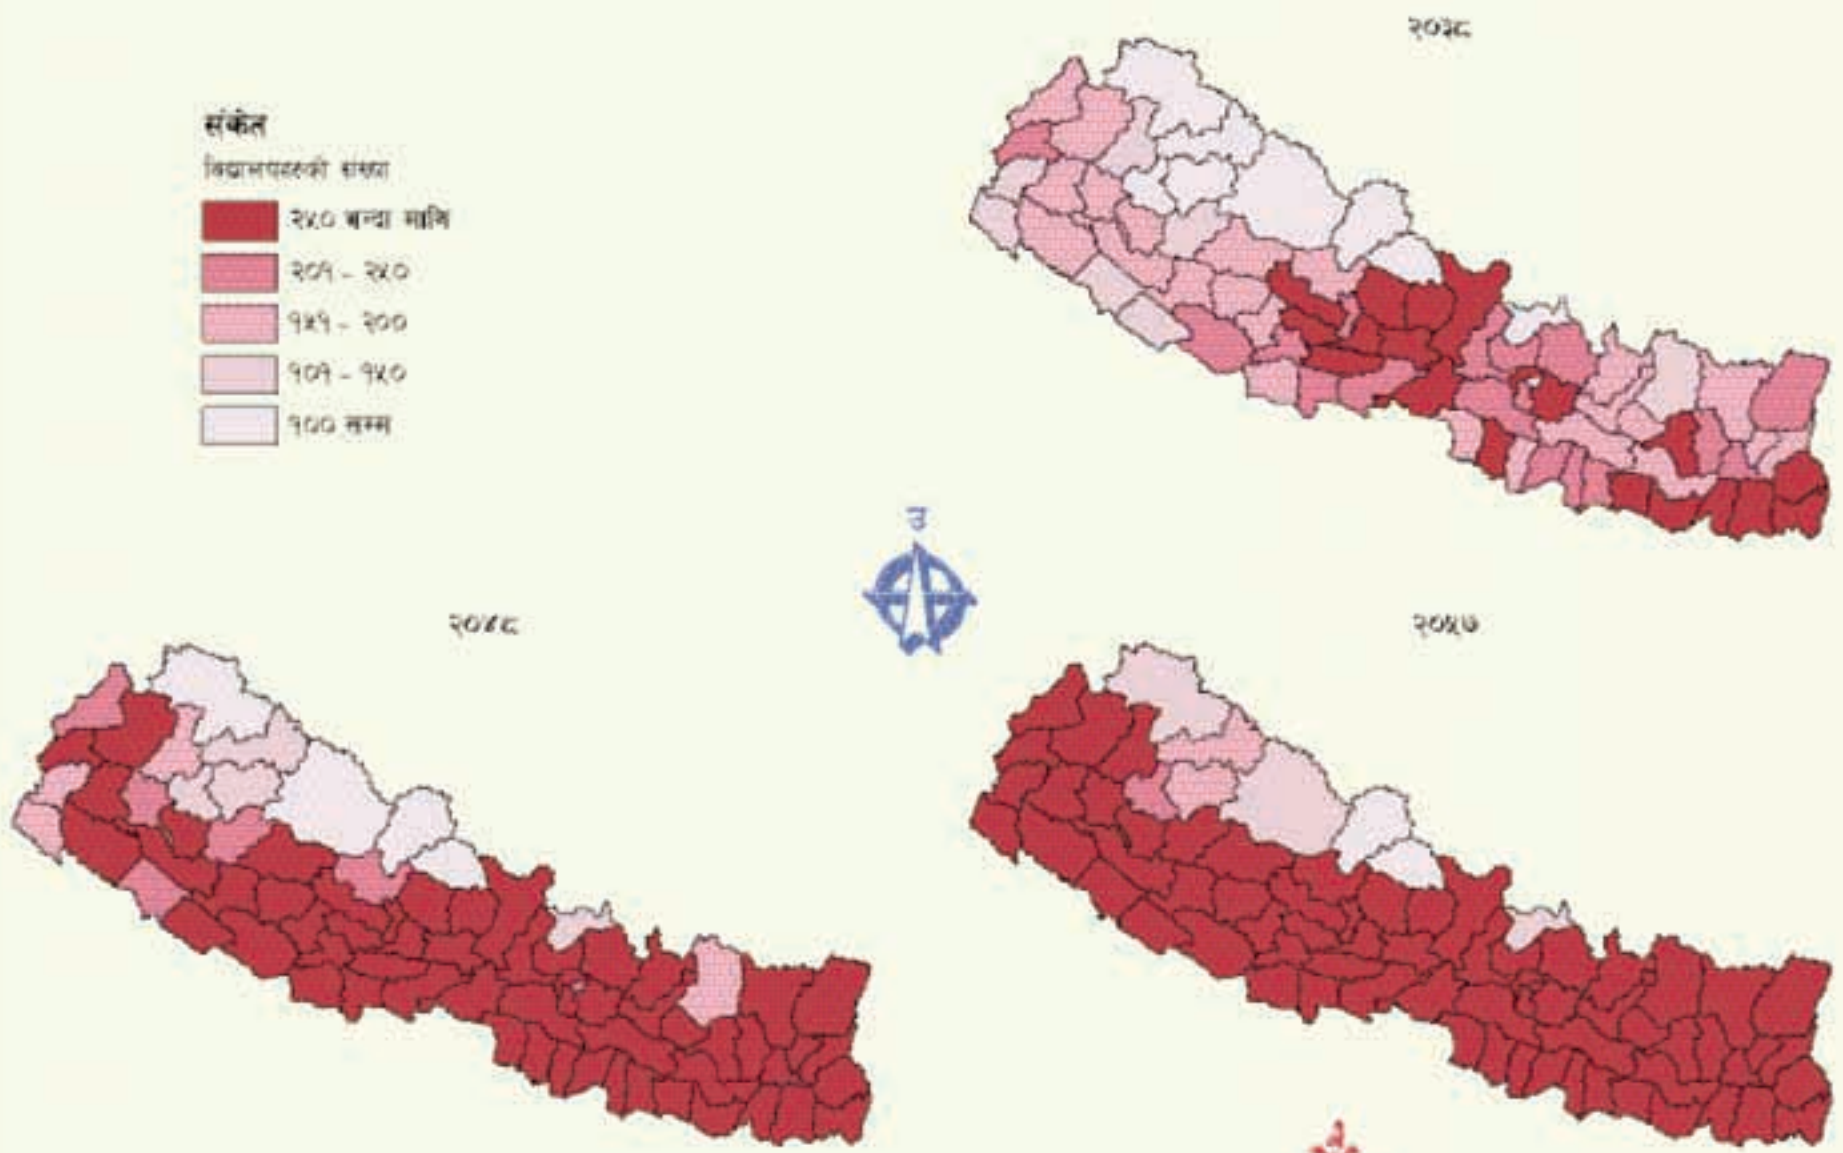 २०३८
संकेत
विद्यालयहरुको संख्या
२५० भन्दा माथि
२०१ - २५०
१५१ - २००
१०१ - १५०
१०० सम्म
उ
२०४८
२०५७